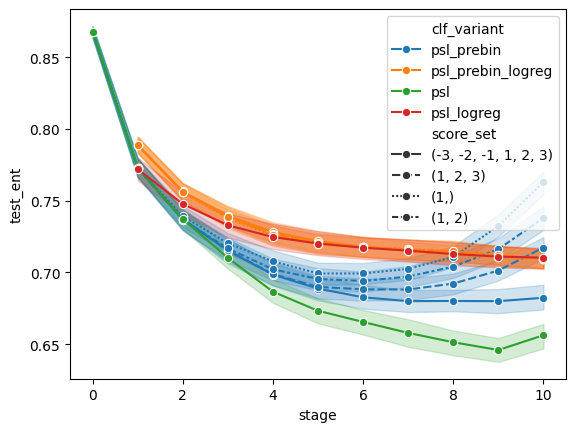 clf_variant
psl_prebin
psl_prebin_logreg
psl
psl_logreg
score_set
(-3, -2, -1, 1, 2, 3)
(1, 2, 3)
(1,)
(1, 2)
test_ent
0.85
0.80
0.75
0.70
0.65
0 2 4 6 8 10
stage